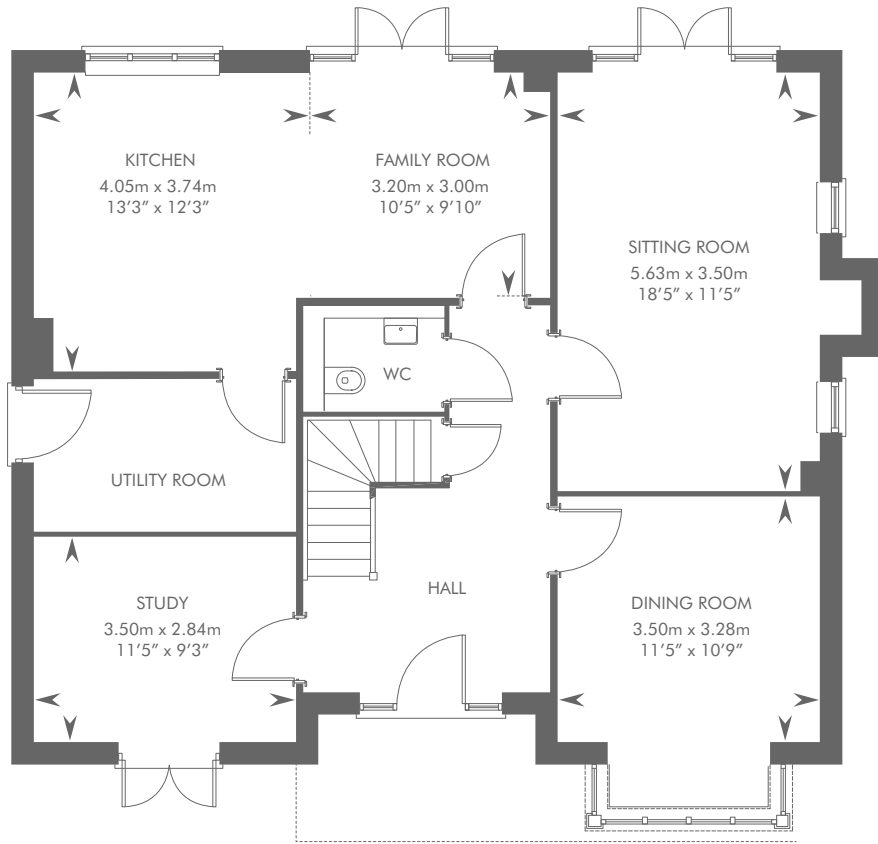 KITCHEN
4.05m x 3.74m
13’3” x 12’3”
FAMILY ROOM
3.20m x 3.00m
10’5” x 9’10”
SITTING ROOM
5.63m x 3.50m
18’5” x 11’5”
WC
UTILITY ROOM
HALL
STUDY
3.50m x 2.84m
11’5” x 9’3”
DINING ROOM
3.50m x 3.28m
11’5” x 10’9”